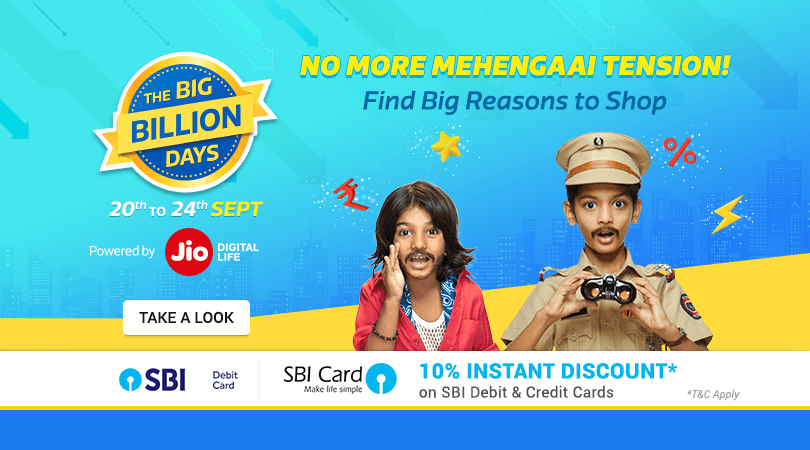 THE BIG
BILLION
DAYS
20th TO 24th SEPT
Powered by Jio DIGITAL LIFE
TAKE A LOOK
NO MORE MEHENGAAI TENSION!
Find Big Reasons to Shop
SBI Debit Card
SBI Card
Make life simple
10% INSTANT DISCOUNT*
on SBI Debit & Credit Cards
*T&C Apply